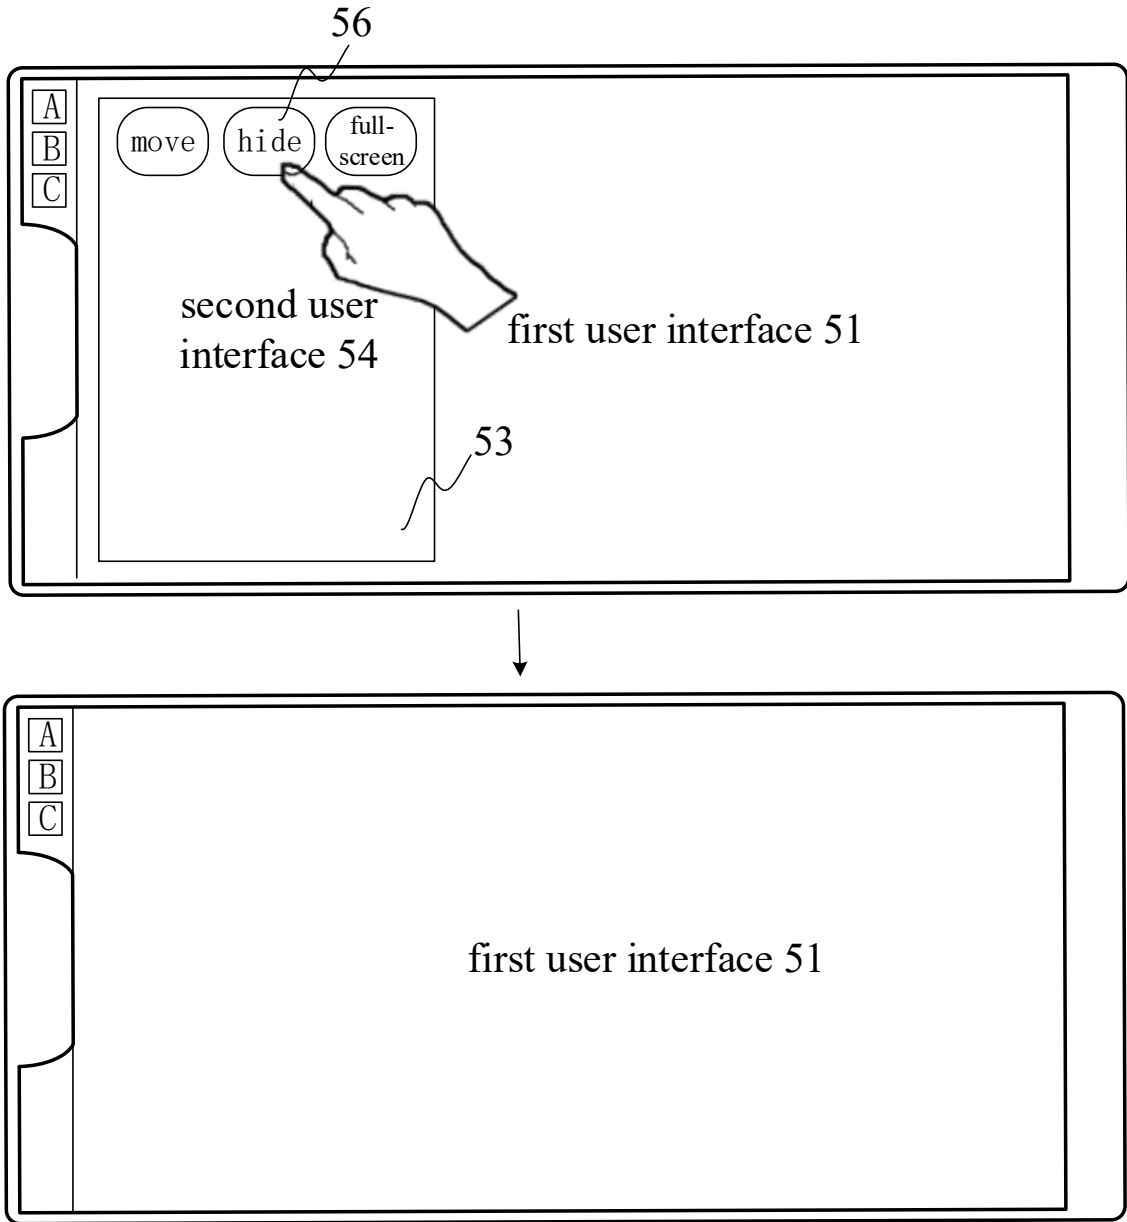 56
A
B
C
move
hide
full-
screen
second user
interface 54
first user interface 51
53
A
B
C
first user interface 51